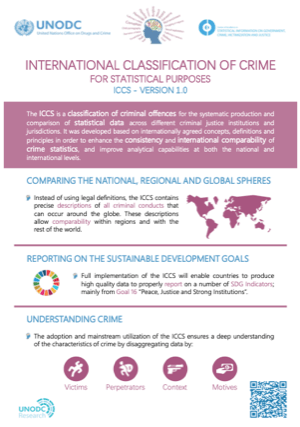 UNODC
United Nations Office on Drugs and Crime
INTERNATIONAL CLASSIFICATION OF CRIME
FOR STATISTICAL PURPOSES
ICCS - VERSION 1.0
The ICCS is a classification of criminal offences for the systematic production and
comparison of statistical data across different criminal justice institutions and
jurisdictions. It was developed based on internationally agreed concepts, definitions and
principles in order to enhance the consistency and international comparability of
crime statistics, and improve analytical capabilities at both the national and
international levels.
COMPARING THE NATIONAL, REGIONAL AND GLOBAL SPHERES
Instead of using legal definitions, the ICCS contains
precise descriptions of all criminal conducts that
can occur around the globe. These descriptions
allow comparability within regions and with the
rest of the world.
REPORTING ON THE SUSTAINABLE DEVELOPMENT GOALS
Full implementation of the ICCS will enable countries to produce
high quality data to properly report on a number of SDG Indicators;
mainly from Goal 16 "Peace, Justice and Strong Institutions".
UNDERSTANDING CRIME
The adoption and mainstream utilization of the ICCS ensures a deep understanding
of the characteristics of crime by disaggregating data by:
Victims
Perpetrators
Context
Motives
UNODC
Research